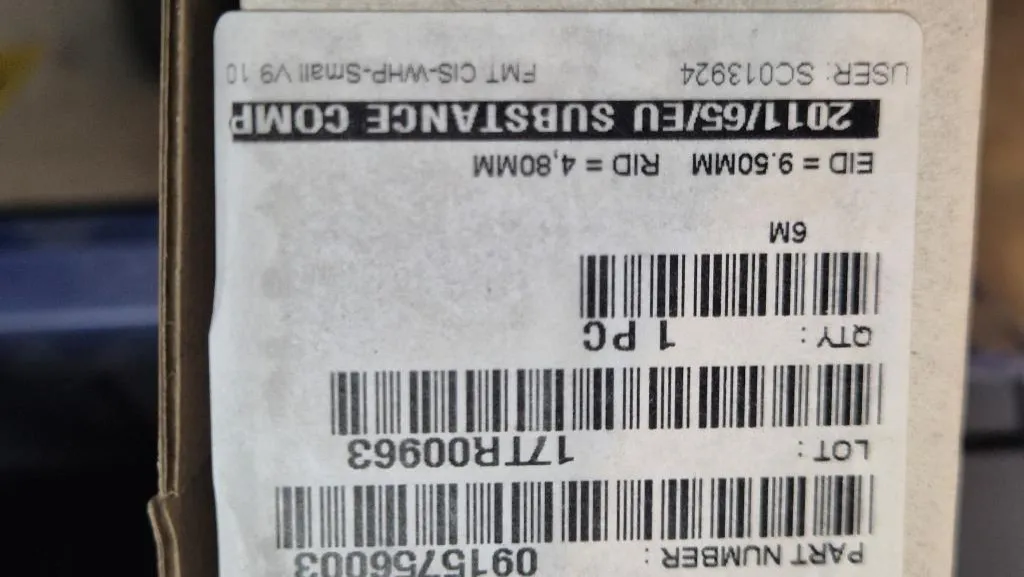 PART NUMBER : 0915756003
LOT : 17TR00963
QTY : 1 PC
6M
EID = 9.50MM RID = 4,80MM
2011/65/EU SUBSTANCE COMP
USER: SC013924 FMT CIS-WHP-Small V9 10